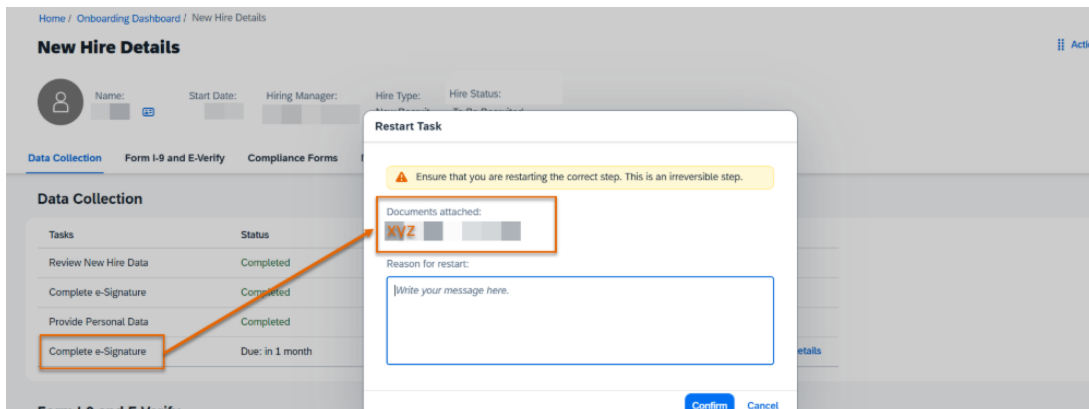 Home / Onboarding Dashboard / New Hire Details
New Hire Details
Acti
Name: Start Date: Hiring Manager: Hire Type: Hire Status:
Restart Task
Data Collection Form I-9 and E-Verify Compliance Forms
Ensure that you are restarting the correct step. This is an irreversible step.
Data Collection
Documents attached:
XYZ
Tasks Status
Review New Hire Data Completed
Reason for restart:
Write your message here.
Complete e-Signature Completed
Provide Personal Data Completed
Complete e-Signature Due: in 1 month etails
Confirm Cancel